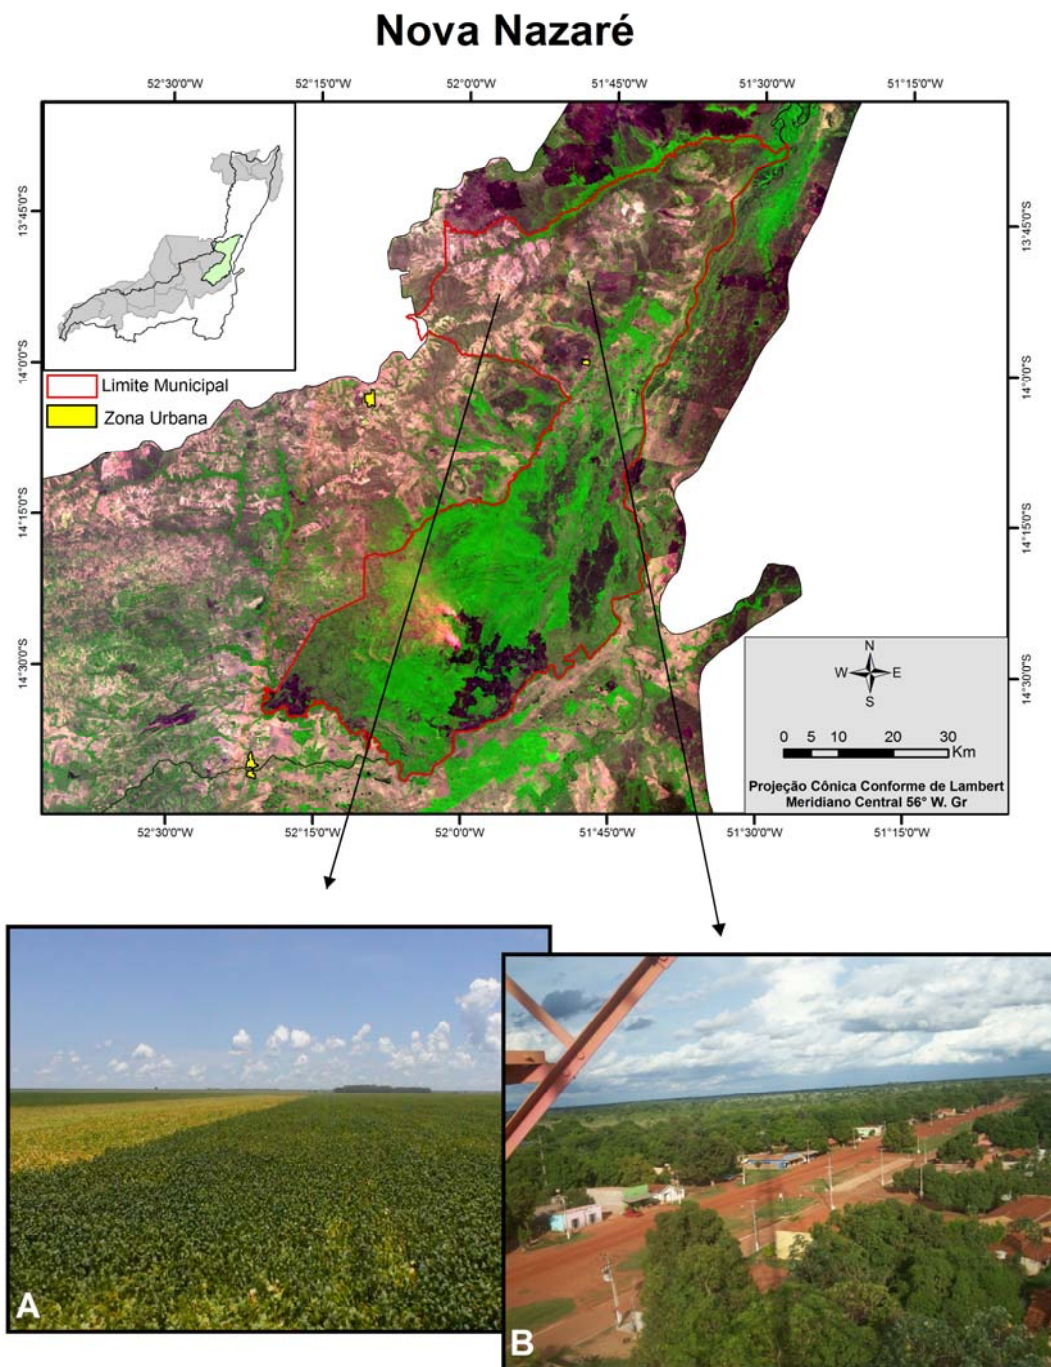 Nova Nazaré
52°30'0"W 52°15'0"W 52°0'0"W 51°45'0"W 51°30'0"W 51°15'0"W
13°45'0"S
13°45'0"S
14°0'0"S
14°0'0"S
Limite Municipal
Zona Urbana
14°15'0"S
14°15'0"S
14°30'0"S
14°30'0"S
N
W E
S
0 5 10 20 30
Km
Projeção Cônica Conforme de Lambert
Meridiano Central 56° W. Gr
52°30'0"W 52°15'0"W 52°0'0"W 51°45'0"W 51°30'0"W 51°15'0"W
A
B